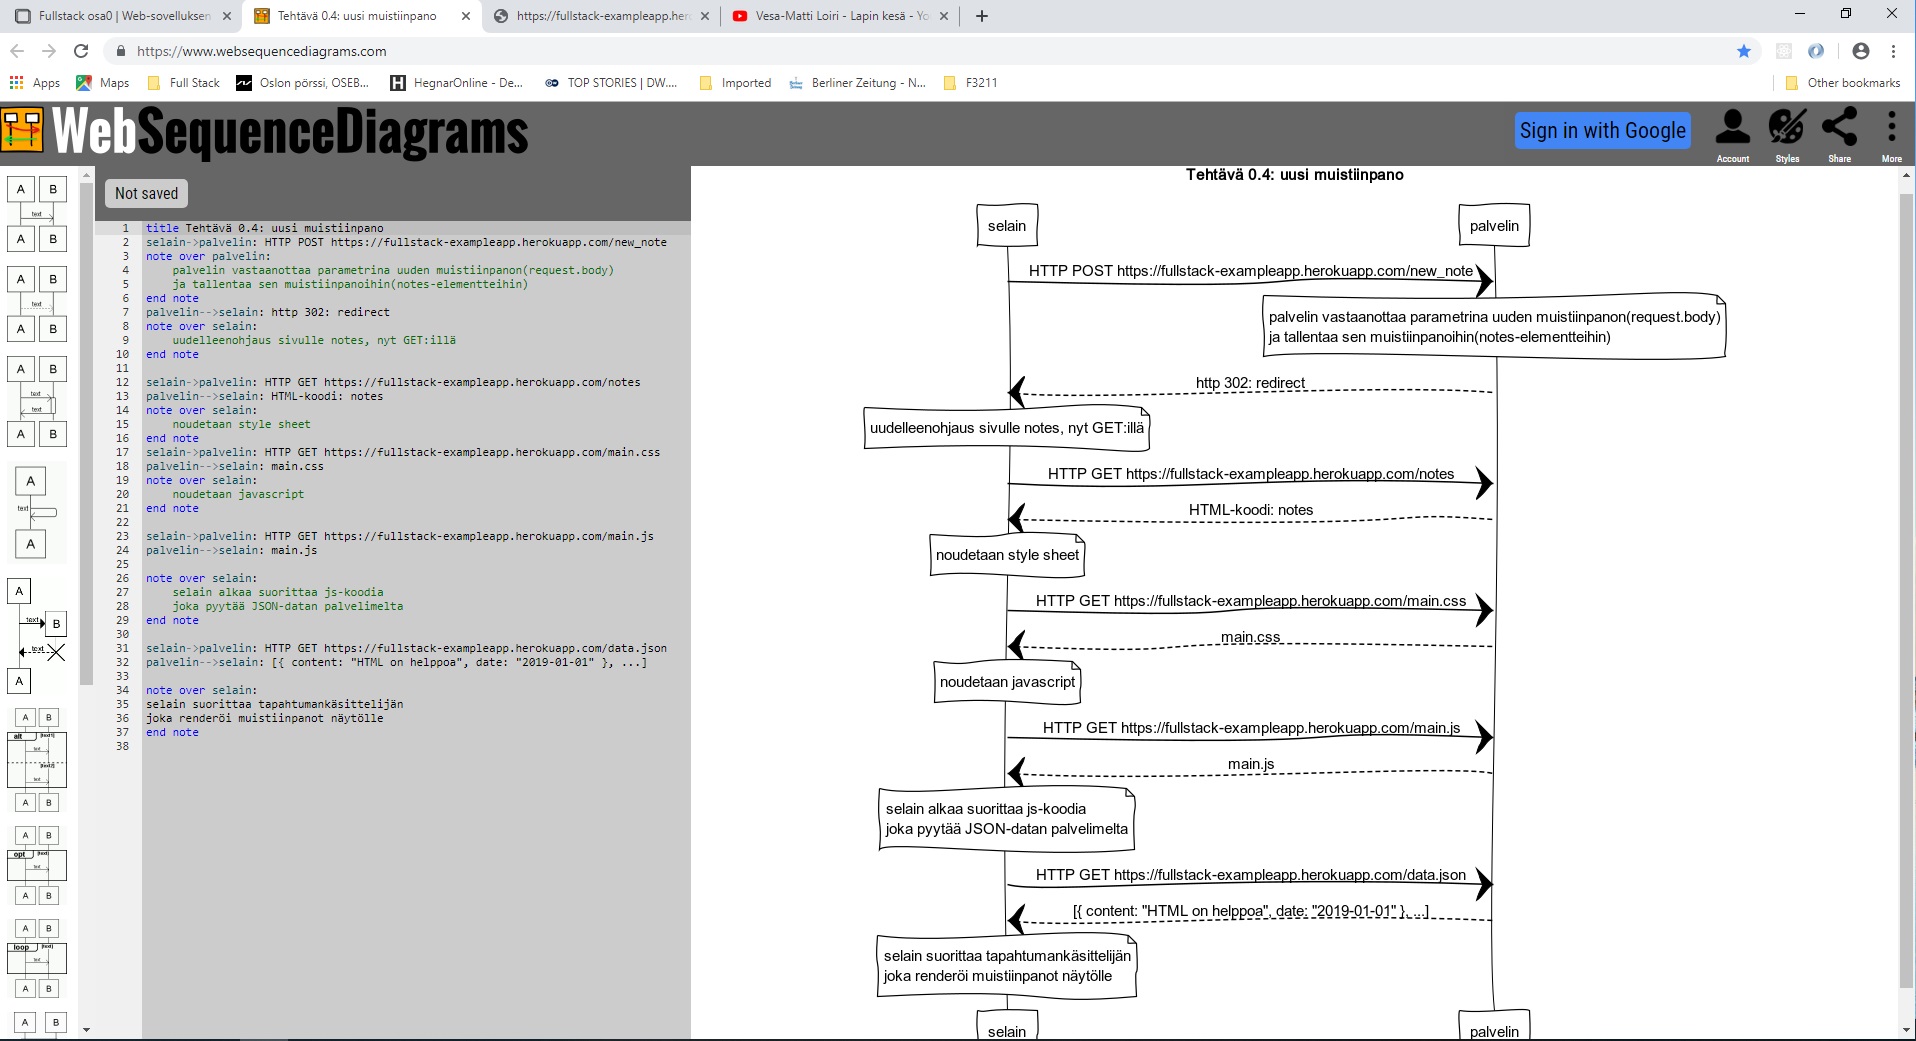 Fullstack osa0 | Web-sovelluksen
Tehtävä 0.4: uusi muistiinpano
https://fullstack-exampleapp.her
Vesa-Matti Loiri - Lapin kesä - Yo
https://www.websequencediagrams.com
Apps
Maps
Full Stack
Oslon pörssi, OSEB...
HegnarOnline - De...
TOP STORIES | DW....
Imported
Berliner Zeitung - N...
F3211
Other bookmarks
WebSequenceDiagrams
Sign in with Google
Account
Styles
Share
More
Not saved
1 title Tehtävä 0.4: uusi muistiinpano
2 selain->palvelin: HTTP POST https://fullstack-exampleapp.herokuapp.com/new_note
3 note over palvelin:
4 palvelin vastaanottaa parametrina uuden muistiinpanon(request.body)
5 ja tallentaa sen muistiinpanoihin(notes-elementteihin)
6 end note
7 palvelin-->selain: http 302: redirect
8 note over selain:
9 uudelleenohjaus sivulle notes, nyt GET:illä
10 end note
11
12 selain->palvelin: HTTP GET https://fullstack-exampleapp.herokuapp.com/notes
13 palvelin-->selain: HTML-koodi: notes
14 note over selain:
15 noudetaan style sheet
16 end note
17 selain->palvelin: HTTP GET https://fullstack-exampleapp.herokuapp.com/main.css
18 palvelin-->selain: main.css
19 note over selain:
20 noudetaan javascript
21 end note
22
23 selain->palvelin: HTTP GET https://fullstack-exampleapp.herokuapp.com/main.js
24 palvelin-->selain: main.js
25
26 note over selain:
27 selain alkaa suorittaa js-koodia
28 joka pyytää JSON-datan palvelimelta
29 end note
30
31 selain->palvelin: HTTP GET https://fullstack-exampleapp.herokuapp.com/data.json
32 palvelin-->selain: [{ content: "HTML on helppoa", date: "2019-01-01" }, ...]
33
34 note over selain:
35 selain suorittaa tapahtumankäsittelijän
36 joka renderöi muistiinpanot näytölle
37 end note
38
A B
text
A B
A B
text
A B
A B
text
text
A B
A
text
A
A
text
B
text
A
A B
alt [text1]
text
[text2]
text
A B
A B
opt [text]
text
A B
A B
loop [text]
text
A B
A B
Tehtävä 0.4: uusi muistiinpano
selain
palvelin
HTTP POST https://fullstack-exampleapp.herokuapp.com/new_note
palvelin vastaanottaa parametrina uuden muistiinpanon(request.body)
ja tallentaa sen muistiinpanoihin(notes-elementteihin)
http 302: redirect
uudelleenohjaus sivulle notes, nyt GET:illä
HTTP GET https://fullstack-exampleapp.herokuapp.com/notes
HTML-koodi: notes
noudetaan style sheet
HTTP GET https://fullstack-exampleapp.herokuapp.com/main.css
main.css
noudetaan javascript
HTTP GET https://fullstack-exampleapp.herokuapp.com/main.js
main.js
selain alkaa suorittaa js-koodia
joka pyytää JSON-datan palvelimelta
HTTP GET https://fullstack-exampleapp.herokuapp.com/data.json
[{ content: "HTML on helppoa", date: "2019-01-01" }, ...]
selain suorittaa tapahtumankäsittelijän
joka renderöi muistiinpanot näytölle
selain
palvelin